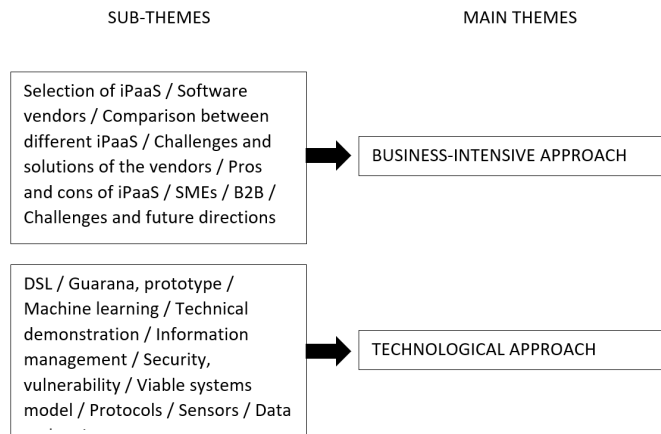 SUB-THEMES
MAIN THEMES
Selection of iPaaS / Software
vendors / Comparison between
different iPaaS / Challenges and
solutions of the vendors / Pros
and cons of iPaaS / SMEs / B2B /
Challenges and future directions
BUSINESS-INTENSIVE APPROACH
DSL / Guarana, prototype /
Machine learning / Technical
demonstration / Information
management / Security,
vulnerability / Viable systems
model / Protocols / Sensors / Data
TECHNOLOGICAL APPROACH